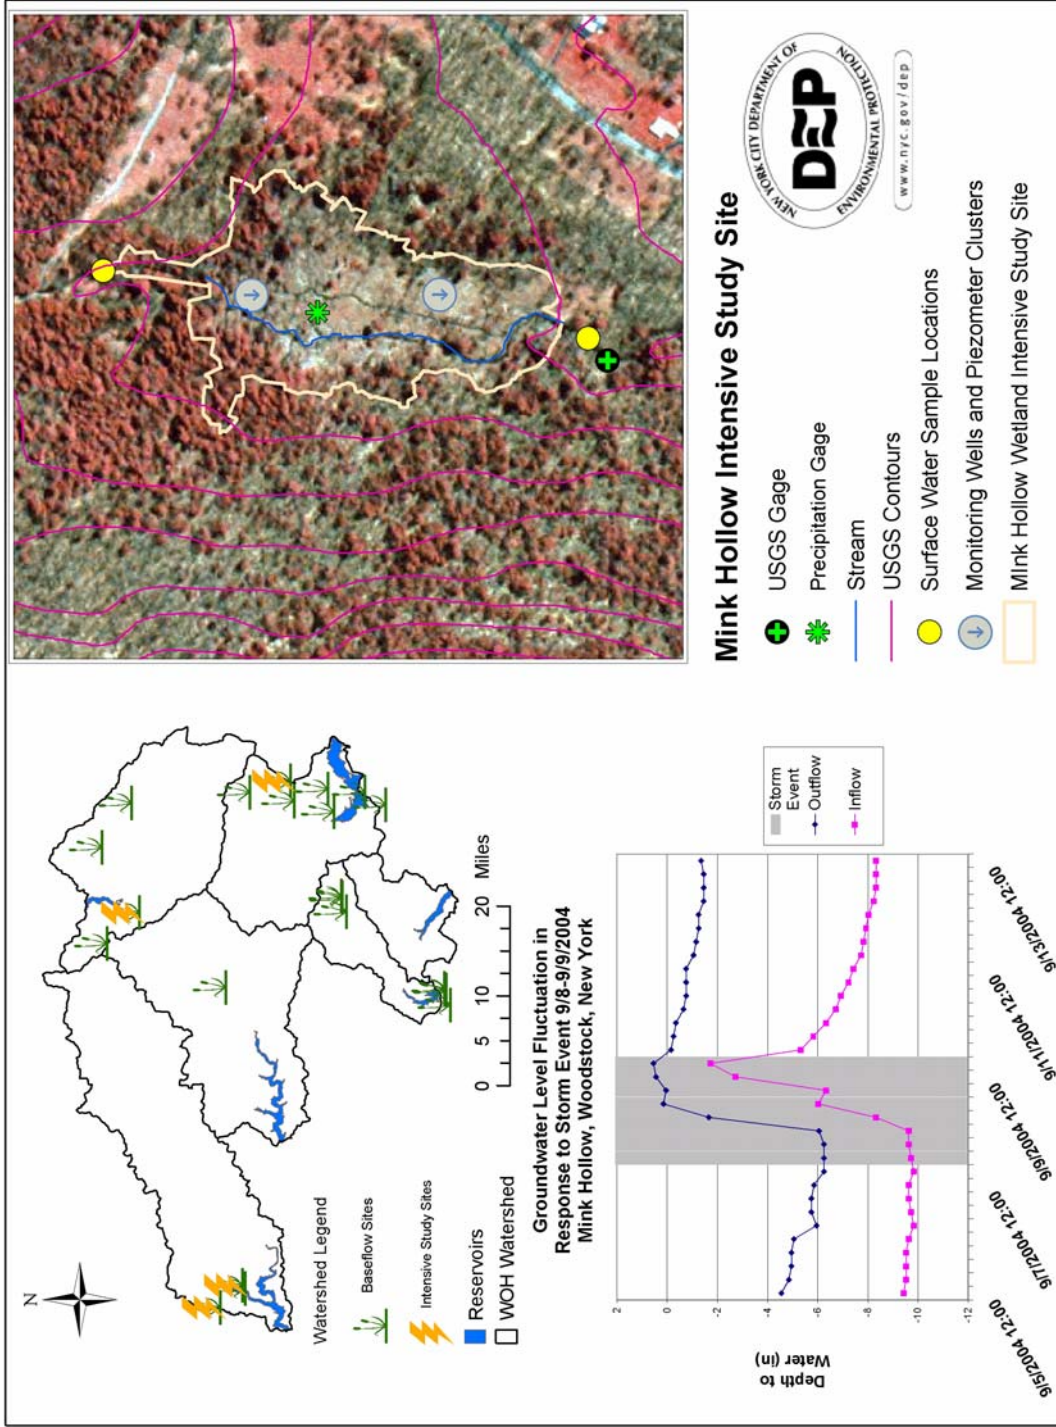 N
Watershed Legend
Baseflow Sites
Intensive Study Sites
Reservoirs
WOH Watershed
0 5 10 20 Miles
Groundwater Level Fluctuation in
Response to Storm Event 9/8-9/9/2004
Mink Hollow, Woodstock, New York
Depth to
Water (in)
2
0
-2
-4
-6
-8
-10
-12
9/5/2004 12:00
9/7/2004 12:00
9/9/2004 12:00
9/11/2004 12:00
9/13/2004 12:00
Storm
Event
Outflow
Inflow
Mink Hollow Intensive Study Site
USGS Gage
Precipitation Gage
Stream
USGS Contours
Surface Water Sample Locations
Monitoring Wells and Piezometer Clusters
MInk Hollow Wetland Intensive Study Site
NEW YORK CITY DEPARTMENT OF
DEP
ENVIRONMENTAL PROTECTION
www.nyc.gov/dep